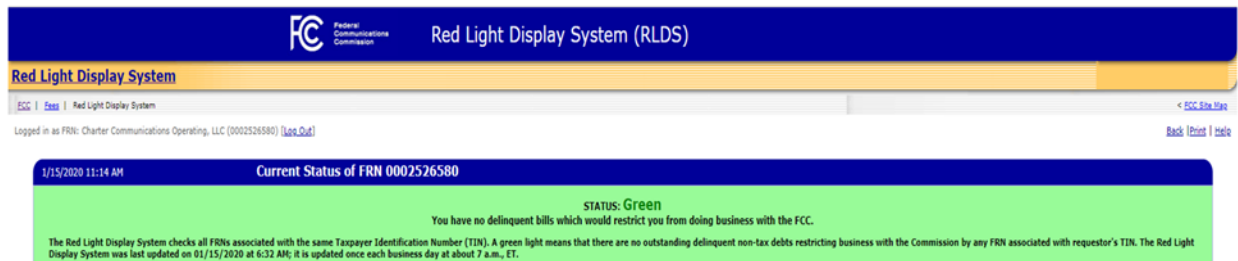 FCC Federal Communications Commission
Red Light Display System (RLDS)
Red Light Display System
FCC | Fees | Red Light Display System
< FCC Site Map
Logged in as FRN: Charter Communications Operating, LLC (0002526580) [Log Out]
Back |Print | Help
1/15/2020 11:14 AM
Current Status of FRN 0002526580
STATUS: Green
You have no delinquent bills which would restrict you from doing business with the FCC.
The Red Light Display System checks all FRNs associated with the same Taxpayer Identification Number (TIN). A green light means that there are no outstanding delinquent non-tax debts restricting business with the Commission by any FRN associated with requestor's TIN. The Red Light
Display System was last updated on 01/15/2020 at 6:32 AM; it is updated once each business day at about 7 a.m., ET.